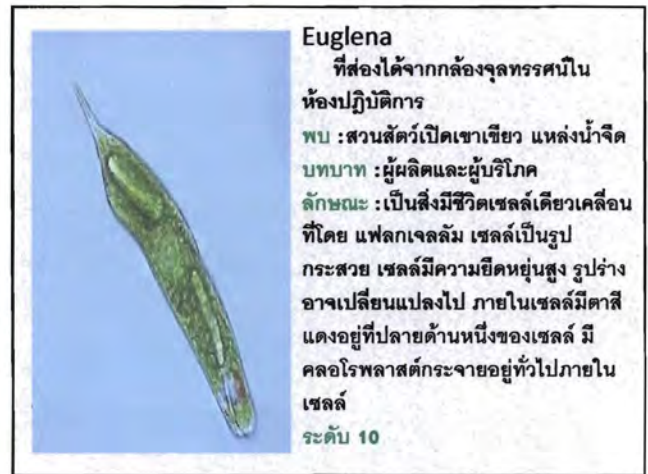 Euglena
ที่ส่องได้จากกล้องจุลทรรศน์ใน
ห้องปฏิบัติการ
พบ :สวนสัตว์เปิดเขาเขียว แหล่งน้ำจืด
บทบาท :ผู้ผลิตและผู้บริโภค
ลักษณะ :เป็นสิ่งมีชีวิตเซลล์เดียวเคลื่อน
ที่โดย แฟลกเจลลัม เซลล์เป็นรูป
กระสวย เซลล์มีความยืดหยุ่นสูง รูปร่าง
อาจเปลี่ยนแปลงไป ภายในเซลล์มีตาสี
แดงอยู่ที่ปลายด้านหนึ่งของเซลล์ มี
คลอโรพลาสต์กระจายอยู่ทั่วไปภายใน
เซลล์
ระดับ 10